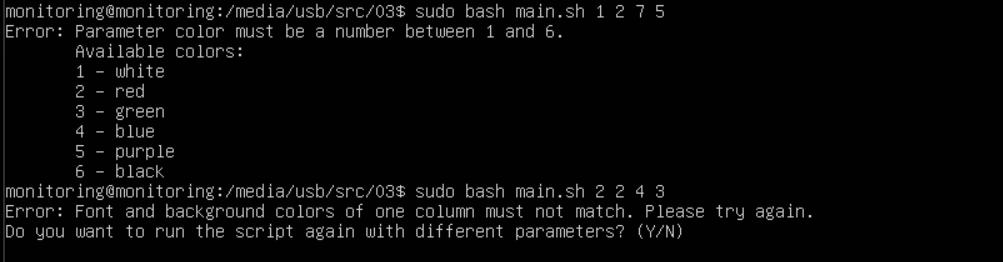 monitoring@monitoring:/media/usb/src/03$ sudo bash main.sh 1 2 7 5
Error: Parameter color must be a number between 1 and 6.
Available colors:
1 - white
2 - red
3 - green
4 - blue
5 - purple
6 - black
monitoring@monitoring:/media/usb/src/03$ sudo bash main.sh 2 2 4 3
Error: Font and background colors of one column must not match. Please try again.
Do you want to run the script again with different parameters? (Y/N)